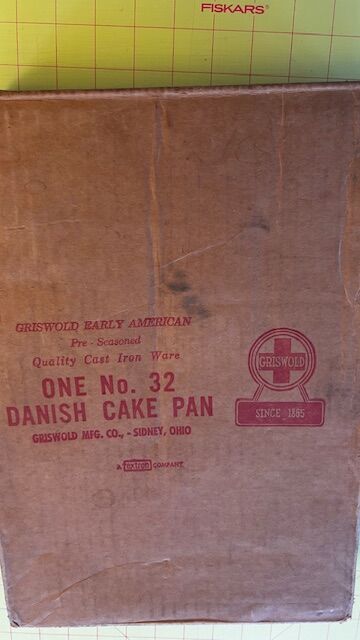 FISKARS®
GRISWOLD EARLY AMERICAN
Pre - Seasoned
Quality Cast Iron Ware
ONE No. 32
DANISH CAKE PAN
GRISWOLD MFG. CO., - SIDNEY, OHIO
A textron COMPANY
GRISWOLD
SINCE 1865